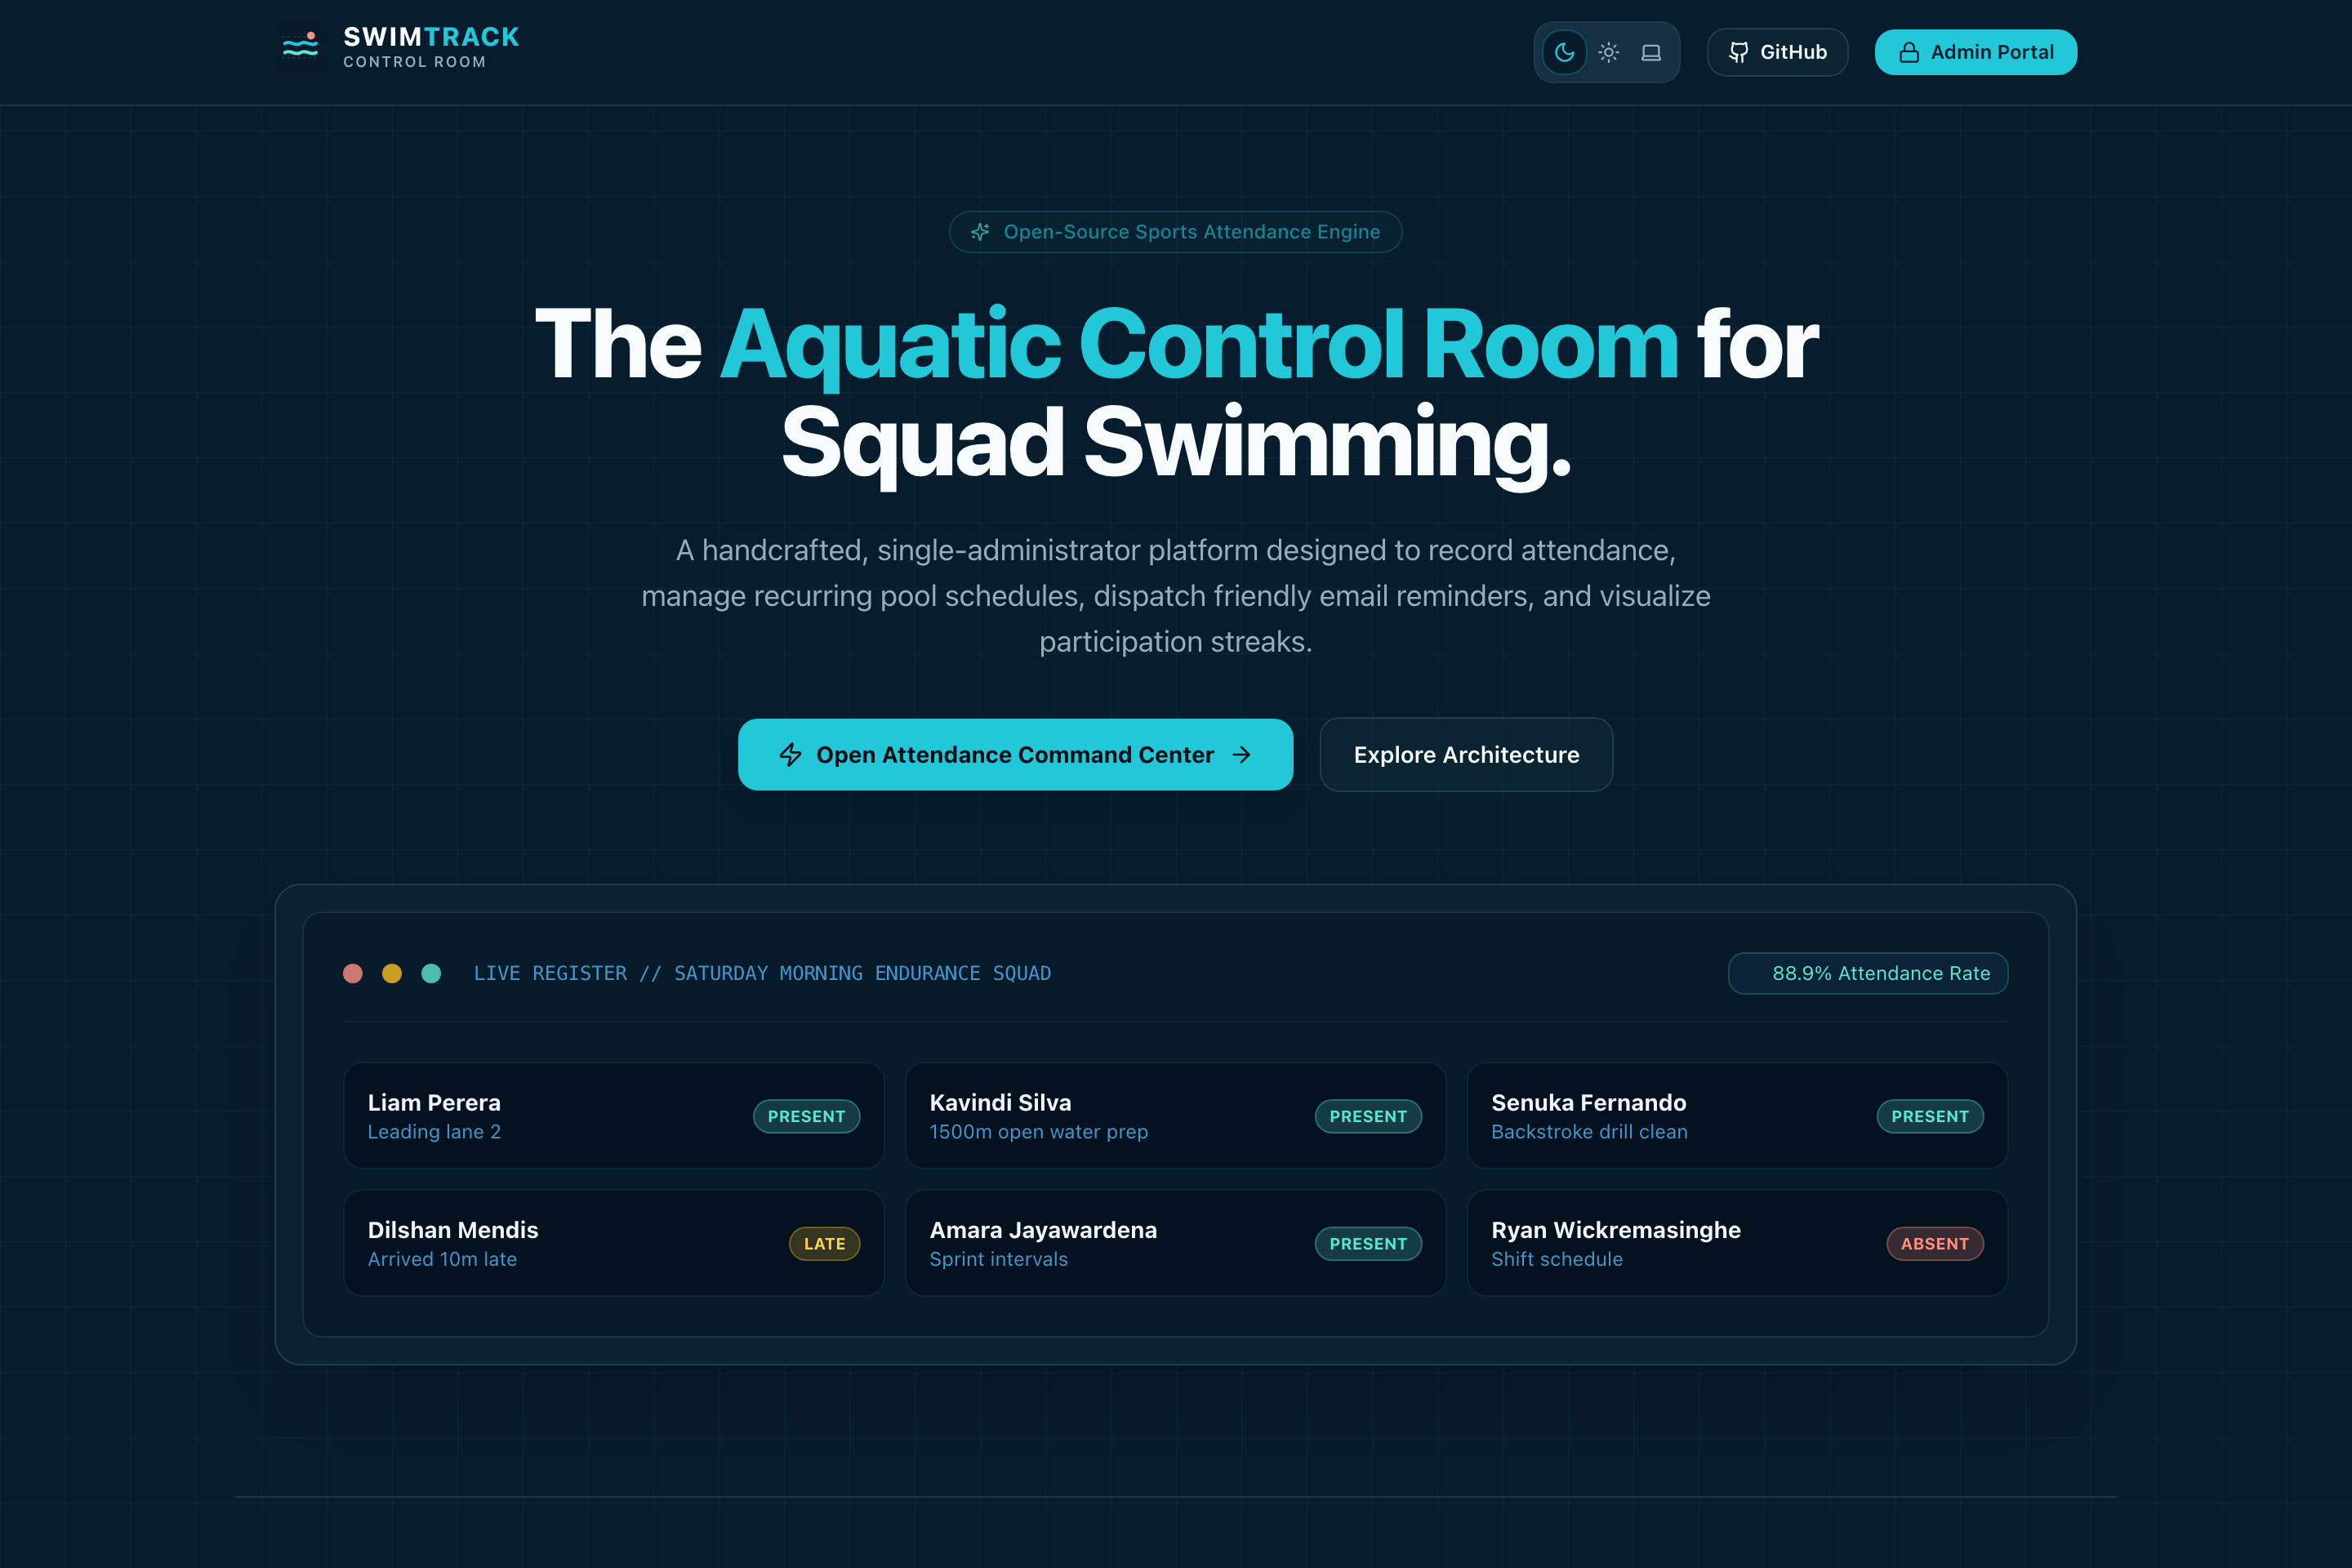 SWIMTRACK
CONTROL ROOM
GitHub
Admin Portal
Open-Source Sports Attendance Engine
The Aquatic Control Room for
Squad Swimming.
A handcrafted, single-administrator platform designed to record attendance,
manage recurring pool schedules, dispatch friendly email reminders, and visualize
participation streaks.
Open Attendance Command Center
Explore Architecture
LIVE REGISTER // SATURDAY MORNING ENDURANCE SQUAD
88.9% Attendance Rate
Liam Perera
Leading lane 2
PRESENT
Kavindi Silva
1500m open water prep
PRESENT
Senuka Fernando
Backstroke drill clean
PRESENT
Dilshan Mendis
Arrived 10m late
LATE
Amara Jayawardena
Sprint intervals
PRESENT
Ryan Wickremasinghe
Shift schedule
ABSENT